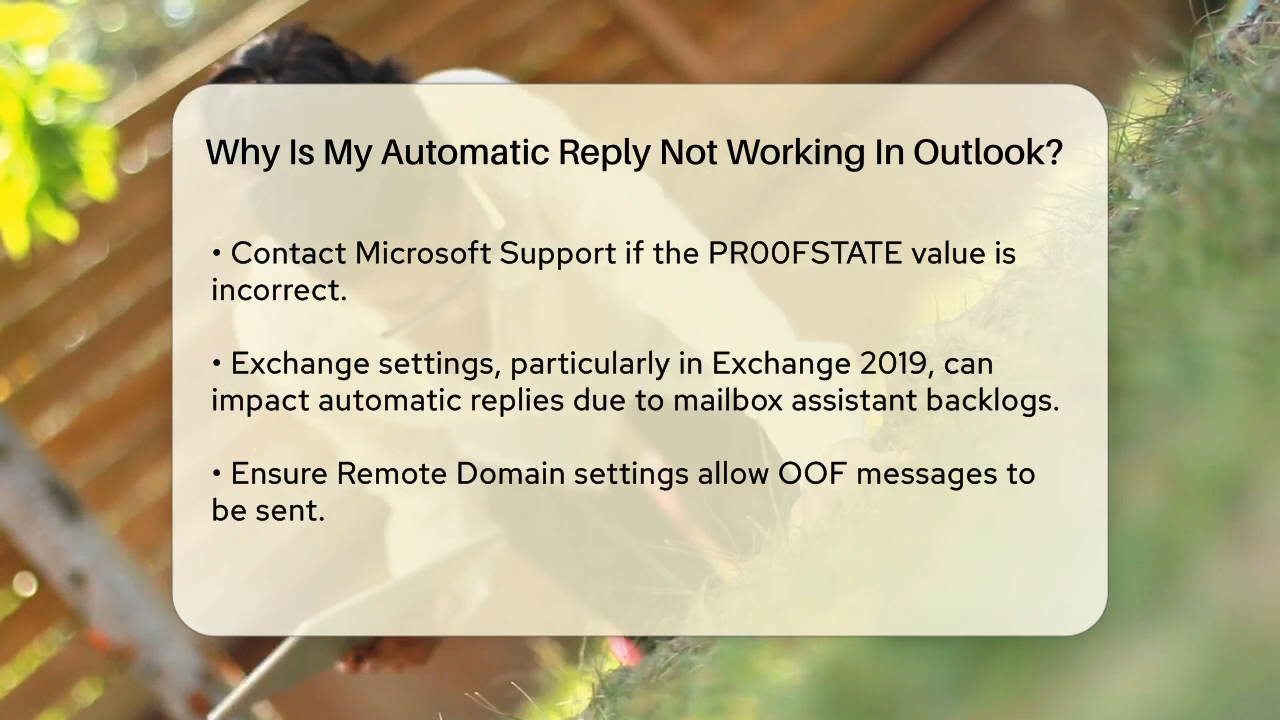 Why Is My Automatic Reply Not Working In Outlook?
• Contact Microsoft Support if the PR00FSTATE value is
incorrect.
• Exchange settings, particularly in Exchange 2019, can
impact automatic replies due to mailbox assistant backlogs.
• Ensure Remote Domain settings allow OOF messages to
be sent.